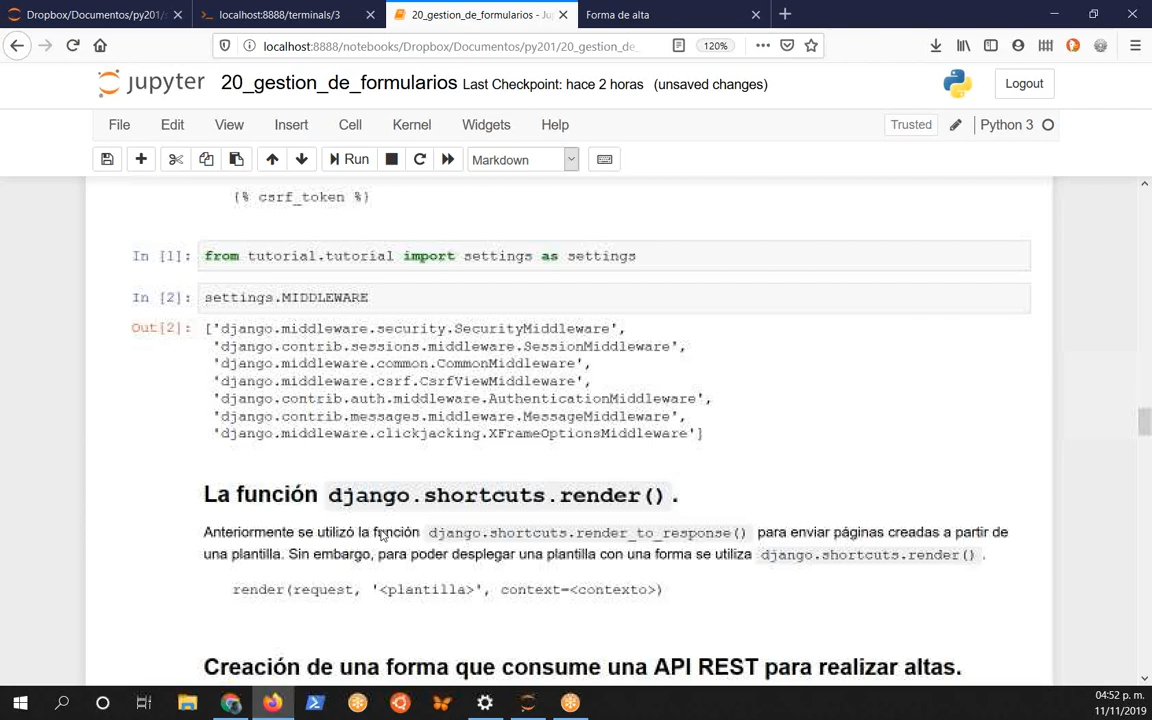 Dropbox/Documentos/py201/
localhost:8888/terminals/3
20_gestion_de_formularios - Ju
Forma de alta
localhost:8888/notebooks/Dropbox/Documentos/py201/20_gestion_de_
120%
jupyter
20_gestion_de_formularios Last Checkpoint: hace 2 horas (unsaved changes)
Logout
File Edit View Insert Cell Kernel Widgets Help
Trusted
Python 3
Run
Markdown
{% csrf_token %}
In [1]: from tutorial.tutorial import settings as settings
In [2]: settings.MIDDLEWARE
Out[2]: ['django.middleware.security.SecurityMiddleware',
'django.contrib.sessions.middleware.SessionMiddleware',
'django.middleware.common.CommonMiddleware',
'django.middleware.csrf.CsrfViewMiddleware',
'django.contrib.auth.middleware.AuthenticationMiddleware',
'django.contrib.messages.middleware.MessageMiddleware',
'django.middleware.clickjacking.XFrameOptionsMiddleware']
La función django.shortcuts.render().
Anteriormente se utilizó la función django.shortcuts.render_to_response() para enviar páginas creadas a partir de
una plantilla. Sin embargo, para poder desplegar una plantilla con una forma se utiliza django.shortcuts.render().
render(request, '<plantilla>', context=<contexto>)
Creación de una forma que consume una API REST para realizar altas.
04:52 p. m.
11/11/2019